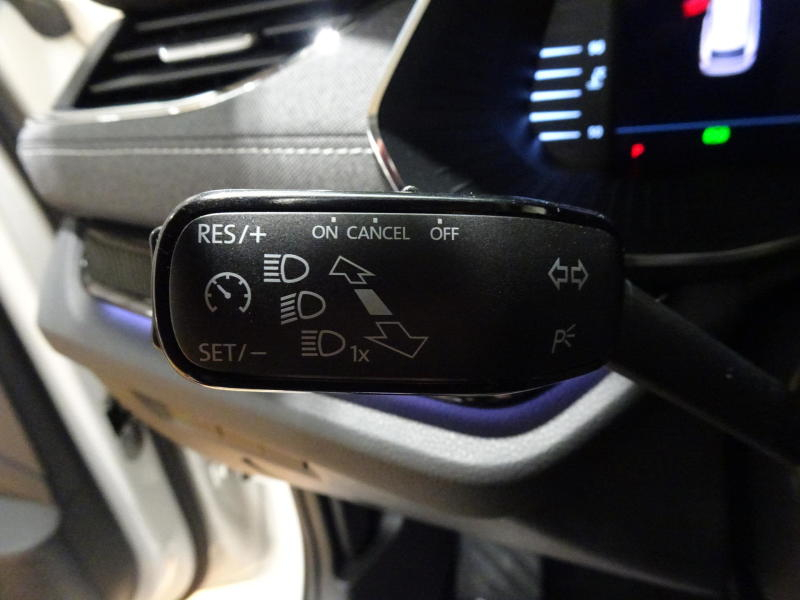 RES/+ ON CANCEL OFF
1x
SET/− P
P